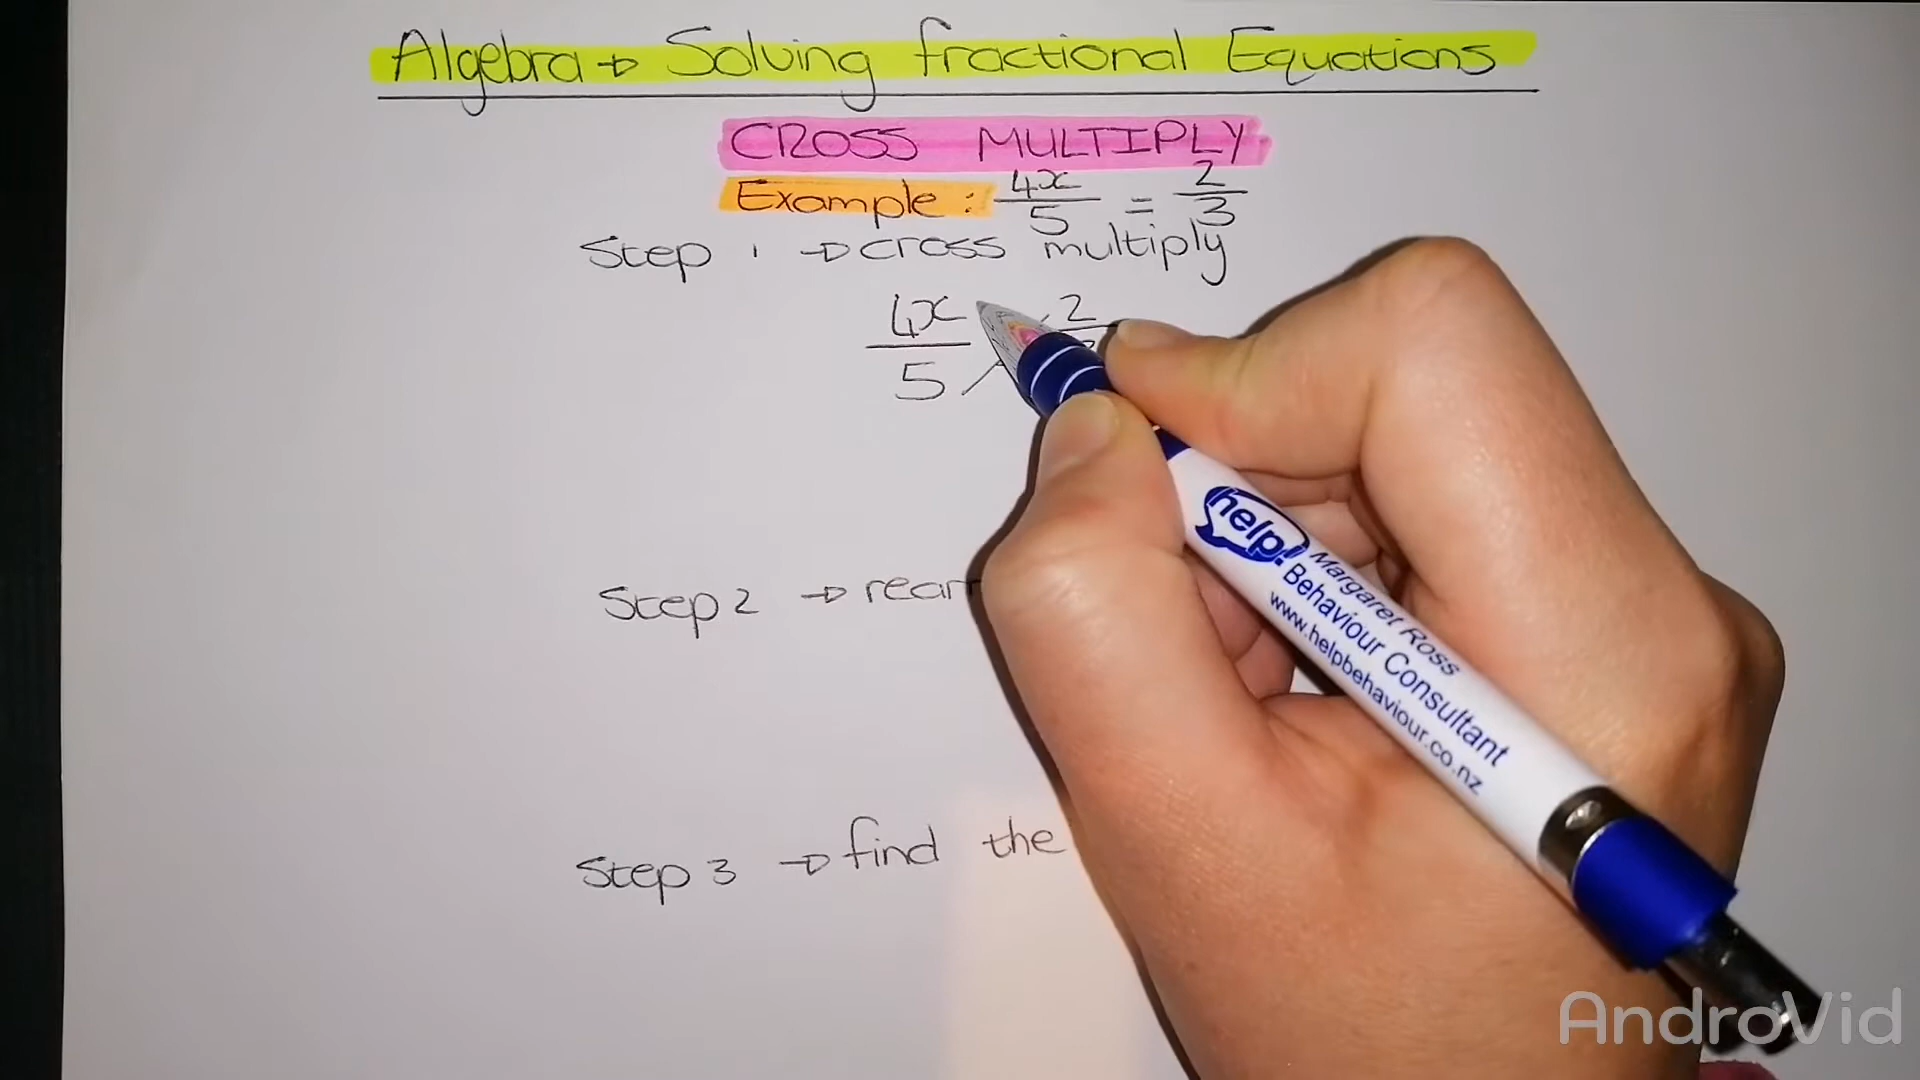 Algebra → Solving fractional Equations
CROSS MULTIPLY
Example: 4x/5 = 2/3
Step 1 → cross multiply
4x 2
5
Step 2 →
Step 3 → find the
help!
Margaret Ross
Behaviour Consultant
www.helpbehaviour.co.nz
AndroVid